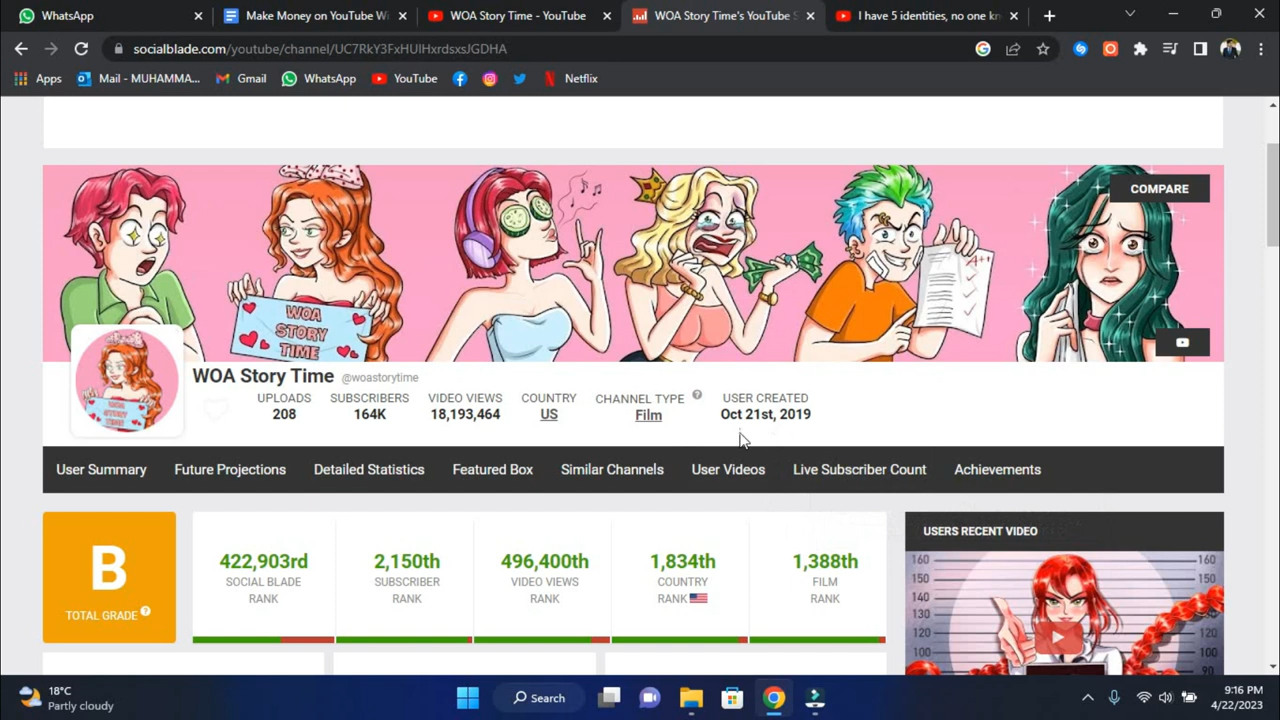 WhatsApp
Make Money on YouTube Wi
WOA Story Time - YouTube
WOA Story Time's YouTube S
I have 5 identities, no one kn
socialblade.com/youtube/channel/UC7RkY3FxHUIHxrdsxsJGDHA
Apps
Mail - MUHAMMA...
Gmail
WhatsApp
YouTube
Netflix
COMPARE
A++
WOA
STORY
TIME
WOA Story Time @woastorytime
UPLOADS SUBSCRIBERS VIDEO VIEWS COUNTRY CHANNEL TYPE USER CREATED
208 164K 18,193,464 US Film Oct 21st, 2019
User Summary Future Projections Detailed Statistics Featured Box Similar Channels User Videos Live Subscriber Count Achievements
B
TOTAL GRADE
422,903rd
SOCIAL BLADE
RANK
2,150th
SUBSCRIBER
RANK
496,400th
VIDEO VIEWS
RANK
1,834th
COUNTRY
RANK
1,388th
FILM
RANK
USERS RECENT VIDEO
160 160
150 150
140 140
130 130
120 120
110
100 100
90
18°C
Partly cloudy
Search
9:16 PM
4/22/2023